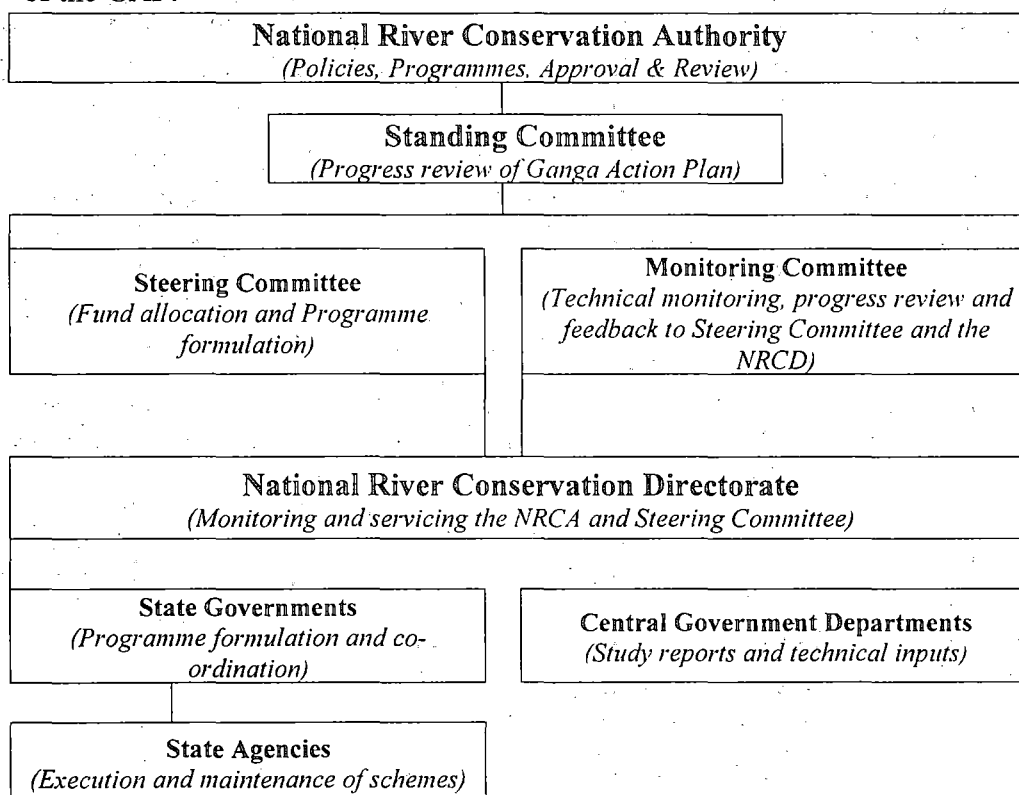 of the GAP.
National River Conservation Authority
(Policies, Programmes, Approval & Review)
Standing Committee
(Progress review of Ganga Action Plan)
Steering Committee
(Fund allocation and Programme
formulation)
Monitoring Committee
(Technical monitoring, progress review and
feedback to Steering Committee and the
NRCD)
National River Conservation Directorate
(Monitoring and servicing the NRCA and Steering Committee)
State Governments
(Programme formulation and co-
ordination)
Central Government Departments
(Study reports and technical inputs)
State Agencies
(Execution and maintenance of schemes)